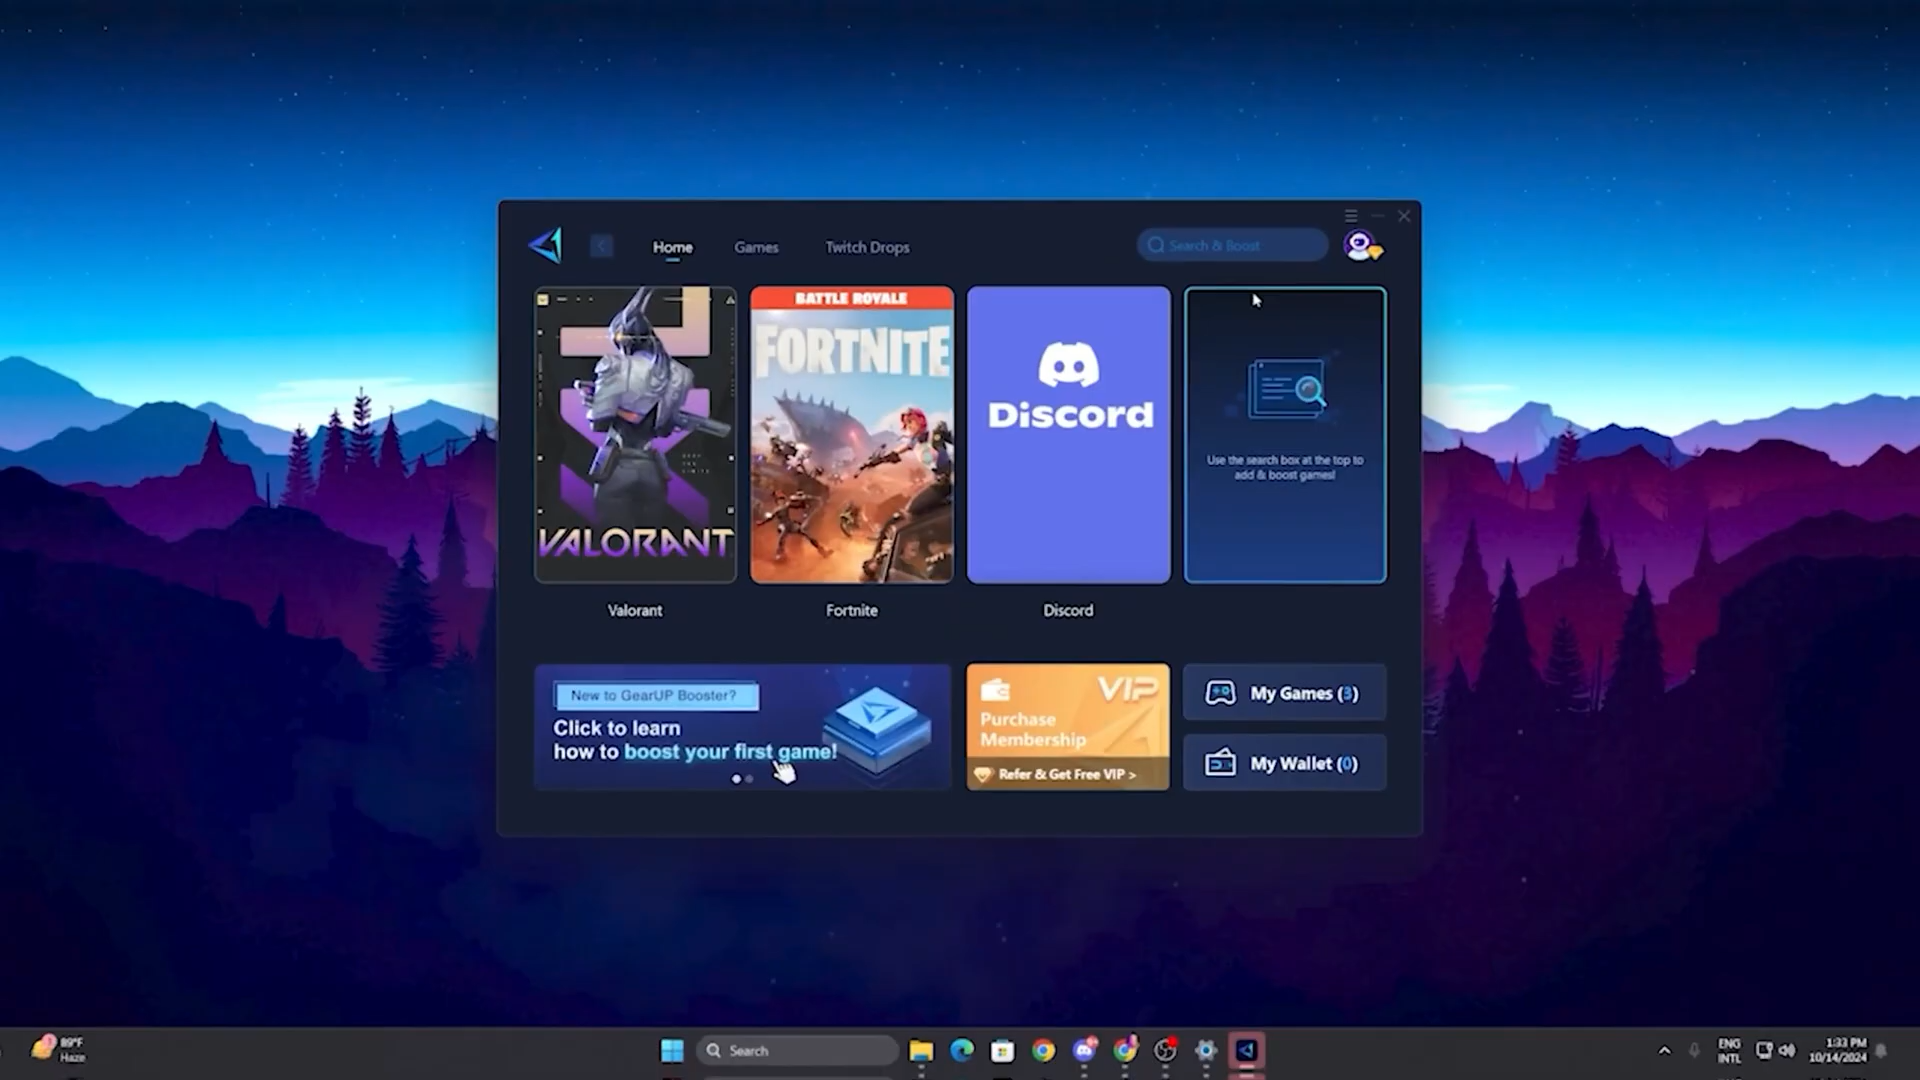 Home
Games
Twitch Drops
Search & Boost
VALORANT
BATTLE ROYALE
FORTNITE
Discord
Use the search box at the top to
add & boost games!
Valorant
Fortnite
Discord
New to GearUP Booster?
Click to learn
how to boost your first game!
VIP
Purchase
Membership
Refer & Get Free VIP >
My Games (3)
My Wallet (0)
89°F
Haze
Search
ENG
INTL
1:33 PM
10/14/2024